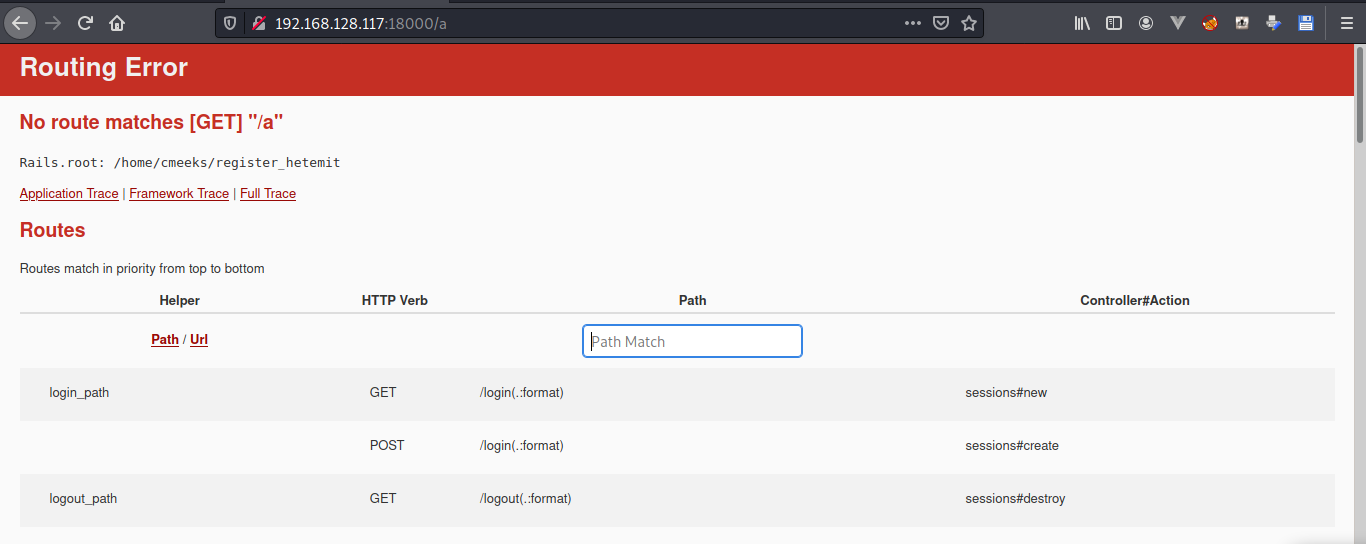 192.168.128.117:18000/a
Routing Error
No route matches [GET] "/a"
Rails.root: /home/cmeeks/register_hetemit
Application Trace | Framework Trace | Full Trace
Routes
Routes match in priority from top to bottom
Helper HTTP Verb Path Controller#Action
Path / Url Path Match
login_path GET /login(.:format) sessions#new
POST /login(.:format) sessions#create
logout_path GET /logout(.:format) sessions#destroy